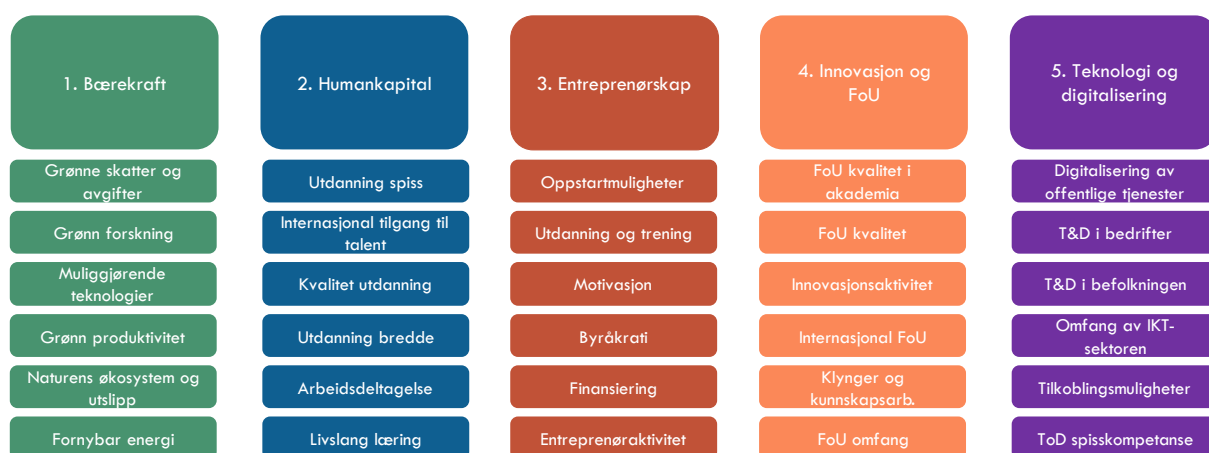 1. Bærekraft
Grønne skatter og
avgifter
Grønn forskning
Muliggjørende
teknologier
Grønn produktivitet
Naturens økosystem og
utslipp
Fornybar energi
2. Humankapital
Utdanning spiss
Internasjonal tilgang til
talent
Kvalitet utdanning
Utdanning bredde
Arbeidsdeltagelse
Livslang læring
3. Entreprenørskap
Oppstartmuligheter
Utdanning og trening
Motivasjon
Byråkrati
Finansiering
Entreprenøraktivitet
4. Innovasjon og
FoU
FoU kvalitet i
akademia
FoU kvalitet
Innovasjonsaktivitet
Internasjonal FoU
Klynger og
kunnskapsarb.
FoU omfang
5. Teknologi og
digitalisering
Digitalisering av
offentlige tjenester
T&D i bedrifter
T&D i befolkningen
Omfang av IKT-
sektoren
Tilkoblingsmuligheter
ToD spisskompetanse